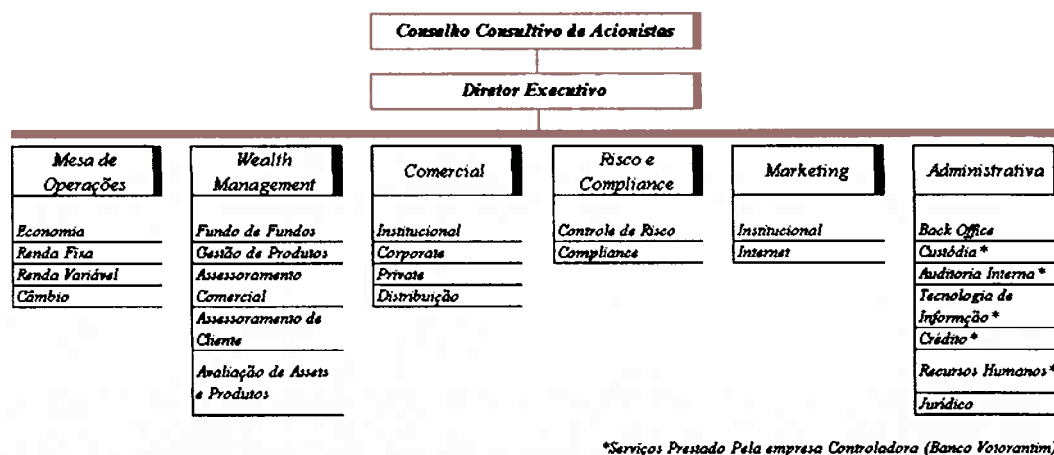 Conselho Consultivo de Acionistas
Diretor Executivo
Mesa de
Operações
Economia
Renda Fixa
Renda Variável
Câmbio
Wealth
Management
Fundo de Fundos
Gestão de Produtos
Assessoramento
Comercial
Assessoramento de
Cliente
Avaliação de Assets
e Produtos
Comercial
Institucional
Corporate
Private
Distribuição
Risco e
Compliance
Controle de Risco
Compliance
Marketing
Institucional
Internet
Administrativa
Back Office
Custódia *
Auditoria Interna *
Tecnologia de
Informção *
Crédito *
Recursos Humanos *
Jurídico
*Serviços Prestado Pela empresa Controladora (Banco Votorantim)